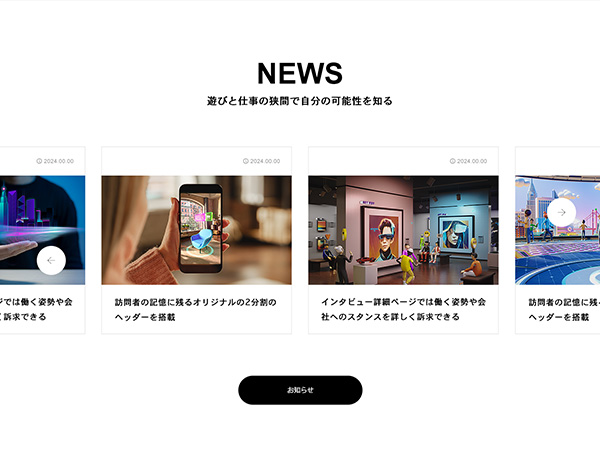 NEWS
遊びと仕事の狭間で自分の可能性を知る
2024.00.00
2024.00.00
2024.00.00
ジでは働く姿勢や会
く訴求できる
訪問者の記憶に残るオリジナルの2分割の
ヘッダーを搭載
インタビュー詳細ページでは働く姿勢や会
社へのスタンスを詳しく訴求できる
訪問者の記憶に残る
ヘッダーを搭載
お知らせ